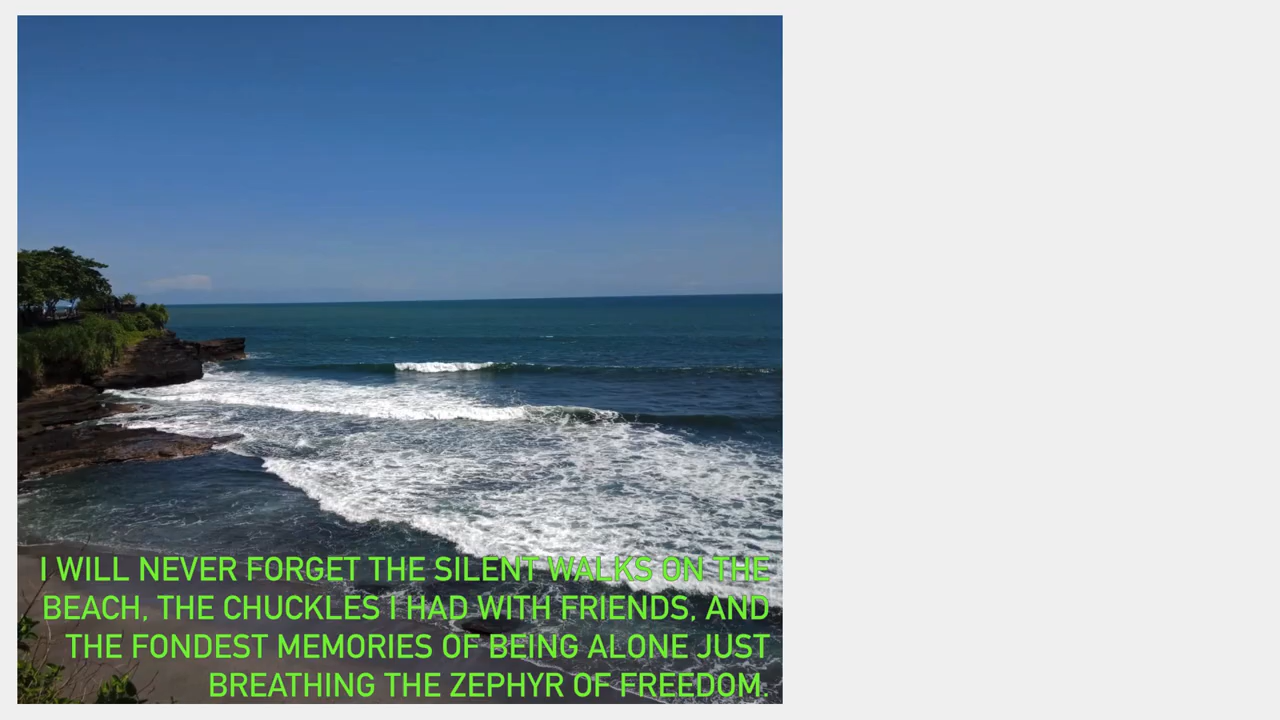 I WILL NEVER FORGET THE SILENT WALKS ON THE
BEACH, THE CHUCKLES I HAD WITH FRIENDS, AND
THE FONDEST MEMORIES OF BEING ALONE JUST
BREATHING THE ZEPHYR OF FREEDOM.